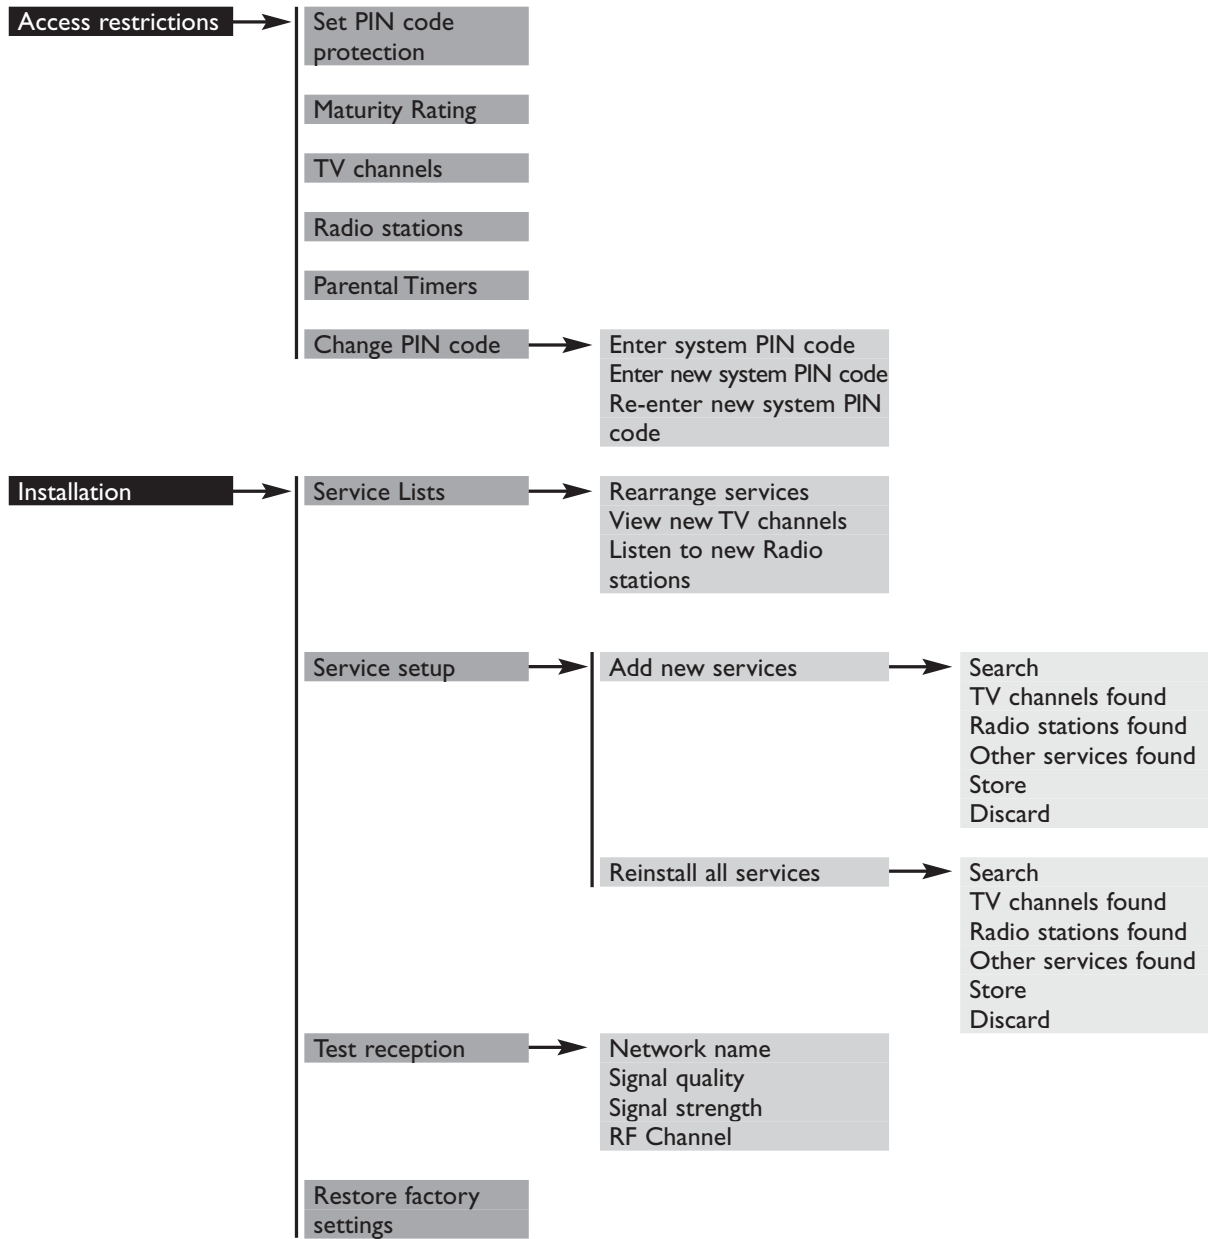 Access restrictions
Set PIN code
protection
Maturity Rating
TV channels
Radio stations
Parental Timers
Change PIN code
Enter system PIN code
Enter new system PIN code
Re-enter new system PIN
code
Installation
Service Lists
Rearrange services
View new TV channels
Listen to new Radio
stations
Service setup
Add new services
Search
TV channels found
Radio stations found
Other services found
Store
Discard
Reinstall all services
Search
TV channels found
Radio stations found
Other services found
Store
Discard
Test reception
Network name
Signal quality
Signal strength
RF Channel
Restore factory
settings